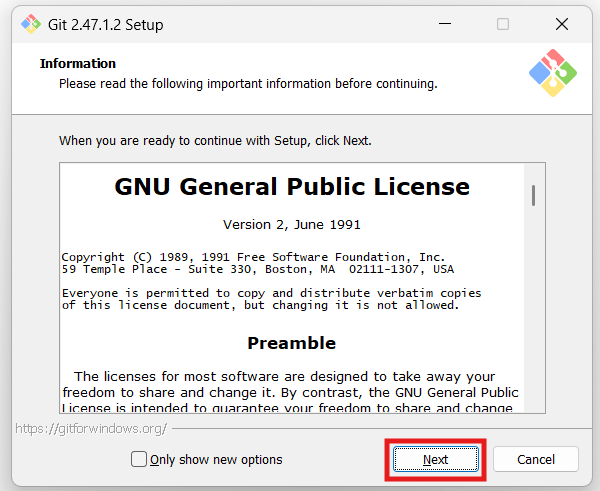 Git 2.47.1.2 Setup
Information
Please read the following important information before continuing.
When you are ready to continue with Setup, click Next.
GNU General Public License
Version 2, June 1991
Copyright (C) 1989, 1991 Free Software Foundation, Inc.
59 Temple Place - Suite 330, Boston, MA  02111-1307, USA
Everyone is permitted to copy and distribute verbatim copies
of this license document, but changing it is not allowed.
Preamble
The licenses for most software are designed to take away your
freedom to share and change it. By contrast, the GNU General Public
License is intended to guarantee your freedom to share and change
https://gitforwindows.org/
Only show new options
Next
Cancel